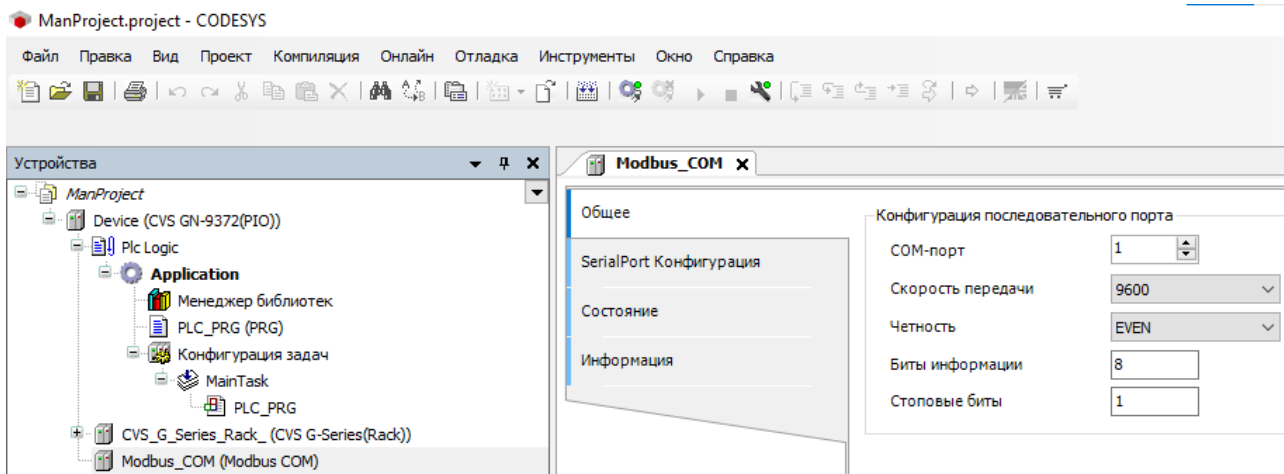 ManProject.project - CODESYS
Файл Правка Вид Проект Компиляция Онлайн Отладка Инструменты Окно Справка
Устройства
ManProject
Device (CVS GN-9372(PIO))
Plc Logic
Application
Менеджер библиотек
PLC_PRG (PRG)
Конфигурация задач
MainTask
PLC_PRG
CVS_G_Series_Rack_ (CVS G-Series(Rack))
Modbus_COM (Modbus COM)
Modbus_COM
Общее
SerialPort Конфигурация
Состояние
Информация
Конфигурация последовательного порта
COM-порт 1
Скорость передачи 9600
Четность EVEN
Биты информации 8
Стоповые биты 1